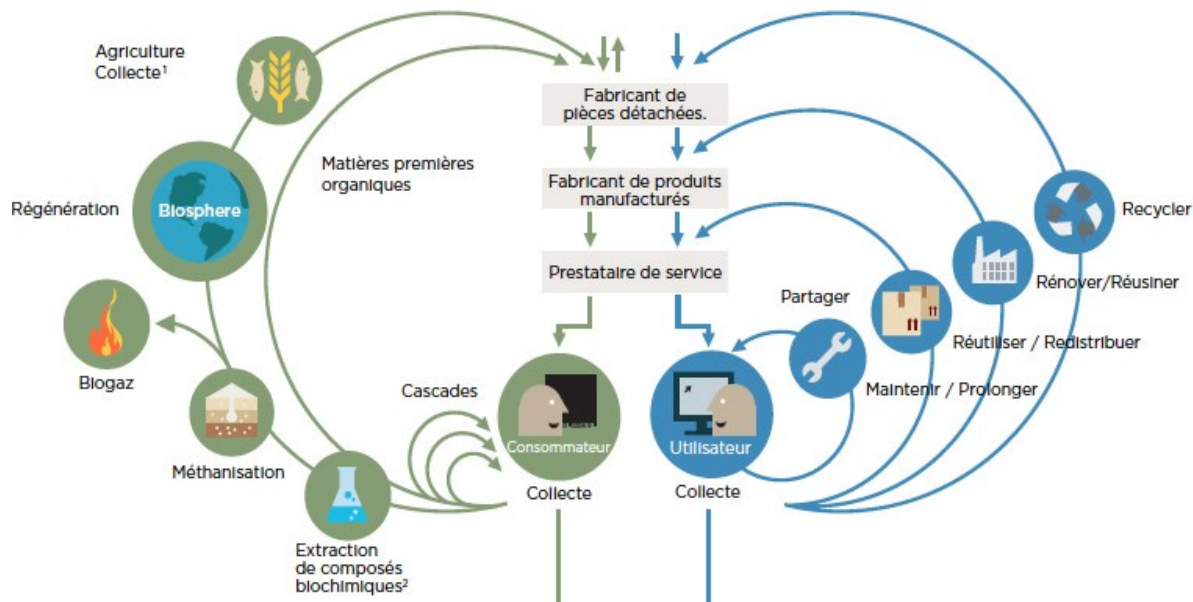 Agriculture
Collecte¹
Fabricant de
pièces détachées.
Matières premières
organiques
Fabricant de produits
manufacturés
Régénération
Biosphere
Recycler
Prestataire de service
Rénover/Réusiner
Partager
Réutiliser / Redistribuer
Biogaz
Maintenir / Prolonger
Cascades
Consommateur
Utilisateur
Méthanisation
Collecte
Collecte
Extraction
de composés
biochimiques²